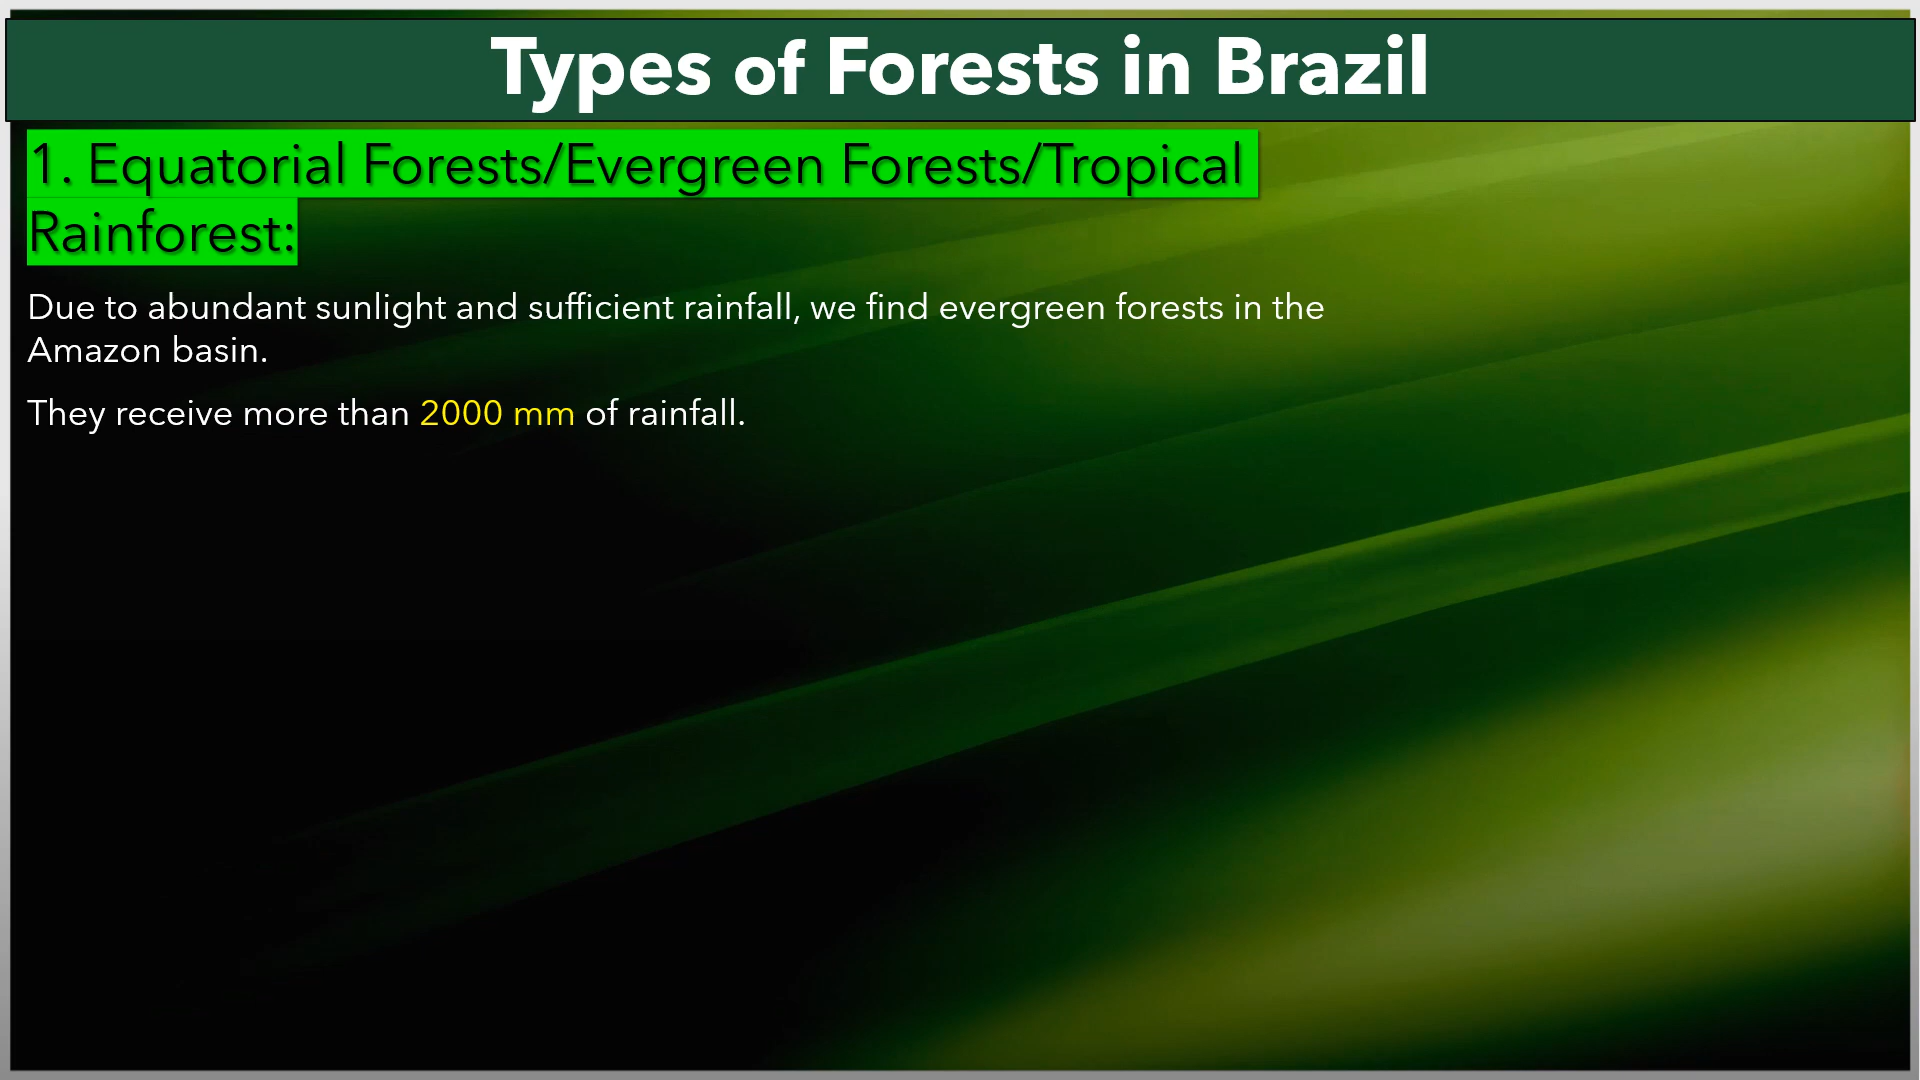 Types of Forests in Brazil
1. Equatorial Forests/Evergreen Forests/Tropical
Rainforest:
Due to abundant sunlight and sufficient rainfall, we find evergreen forests in the
Amazon basin.
They receive more than 2000 mm of rainfall.